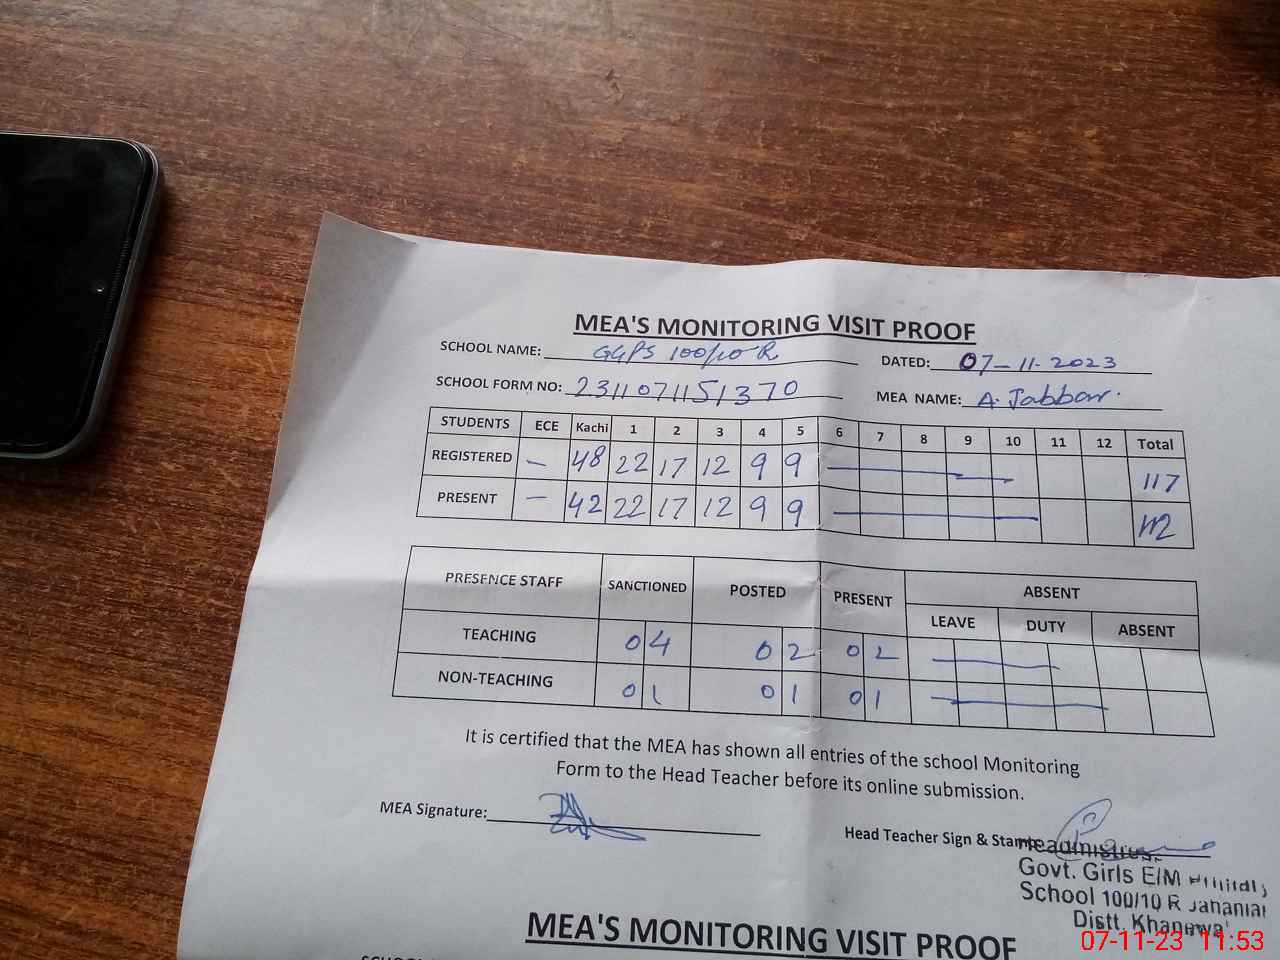 MEA'S MONITORING VISIT PROOF
SCHOOL NAME: GGPS 100/10 R DATED: 07-11-2023
SCHOOL FORM NO: 2311071151370 MEA NAME: A. Jabbar.
STUDENTS ECE Kachi 1 2 3 4 5 6 7 8 9 10 11 12 Total
REGISTERED — 48 22 17 12 9 9 117
PRESENT — 42 22 17 12 9 9 112
PRESENCE STAFF SANCTIONED POSTED PRESENT ABSENT
LEAVE DUTY ABSENT
TEACHING 04 02 02
NON-TEACHING 01 01 01
It is certified that the MEA has shown all entries of the school Monitoring
Form to the Head Teacher before its online submission.
MEA Signature:
Head Teacher Sign & Stamp
Headmistress
Govt. Girls E/M
School 100/10 R Jahanian
Distt. Khanewal
MEA'S MONITORING VISIT PROOF
07-11-23 11:53